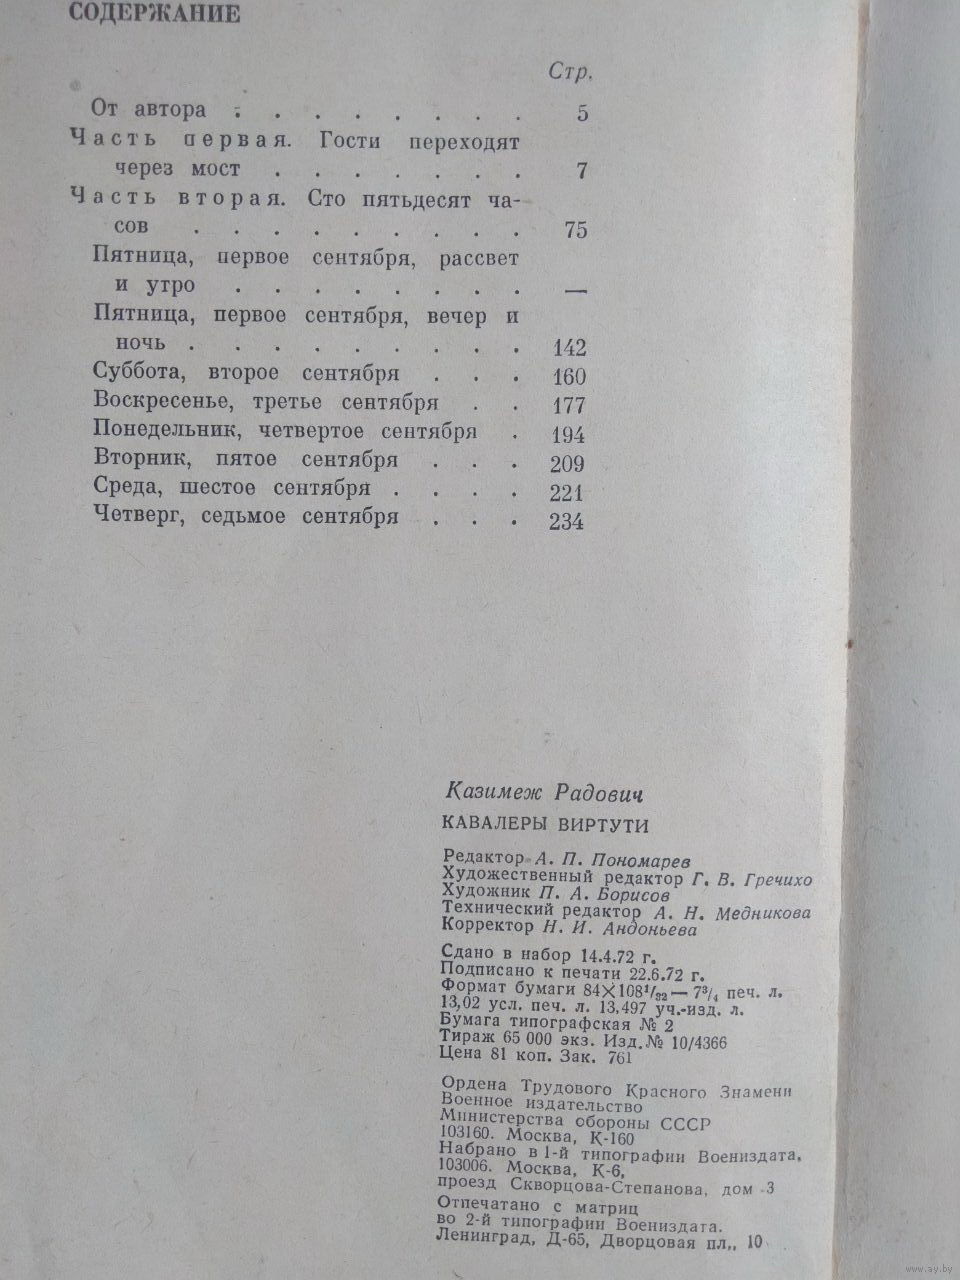 СОДЕРЖАНИЕ
Стр.
От автора . . . . . . . . 5
Часть первая. Гости переходят
через мост . . . . . . . 7
Часть вторая. Сто пятьдесят ча-
сов . . . . . . . . . 75
Пятница, первое сентября, рассвет
и утро . . . . . . . . —
Пятница, первое сентября, вечер и
ночь . . . . . . . . . 142
Суббота, второе сентября . . . 160
Воскресенье, третье сентября . . 177
Понедельник, четвертое сентября . 194
Вторник, пятое сентября . . . 209
Среда, шестое сентября . . . . 221
Четверг, седьмое сентября . . . 234
Казимеж Радович
КАВАЛЕРЫ ВИРТУТИ
Редактор А. П. Пономарев
Художественный редактор Г. В. Гречихо
Художник П. А. Борисов
Технический редактор А. Н. Медникова
Корректор Н. И. Андоньева
Сдано в набор 14.4.72 г.
Подписано к печати 22.6.72 г.
Формат бумаги 84×108¹/₃₂ — 7³/₄ печ. л.
13,02 усл. печ. л. 13,497 уч.-изд. л.
Бумага типографская № 2
Тираж 65 000 экз. Изд.№ 10/4366
Цена 81 коп. Зак. 761
Ордена Трудового Красного Знамени
Военное издательство
Министерства обороны СССР
103160. Москва, К-160
Набрано в 1-й типографии Воениздата.
103006. Москва, К-6,
проезд Скворцова-Степанова, дом 3
Отпечатано с матриц
во 2-й типографии Воениздата.
Ленинград, Д-65, Дворцовая пл., 10
www.ay.by